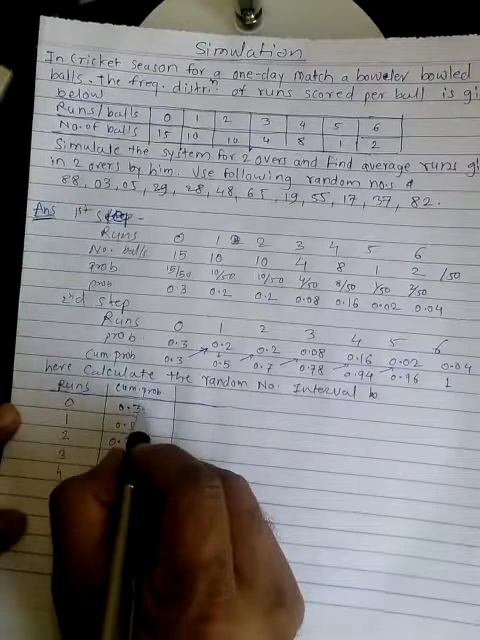 Simulation
In Cricket season for a one-day match a boweler bowled
balls. The freq. distrin of runs scored per ball is gi
below
Runs/balls 0 1 2 3 4 5 6
No. of balls 15 10 10 4 8 1 2
Simulate the system for 2 overs and find average runs gi
in 2 overs by him. Use following random no.s
88, 03, 05, 29, 28, 48, 65, 19, 55, 17, 37, 82.
Ans 1st step -
Runs 0 1 2 3 4 5 6
No. balls 15 10 10 4 8 1 2 /50
prob 15/50 10/50 10/50 4/50 8/50 1/50 2/50
prob 0.3 0.2 0.2 0.08 0.16 0.02 0.04
2nd step
Runs 0 1 2 3 4 5 6
prob. 0.3 0.2 0.2 0.08 0.16 0.02 0.04
Cum.prob 0.3 0.5 0.7 0.78 0.94 0.96 1
here Calculate the random No. Interval
Runs Cum.prob
0 0.3
1
2
3
4